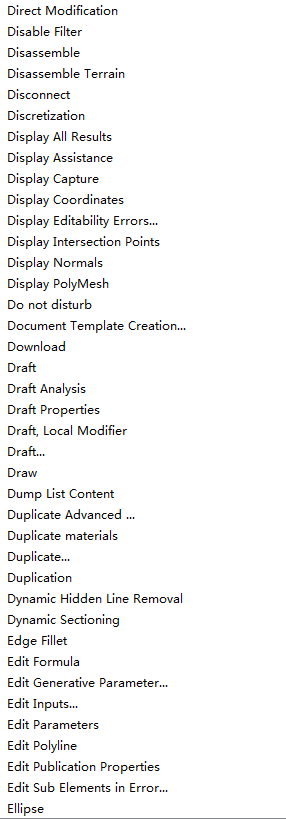 Direct Modification
Disable Filter
Disassemble
Disassemble Terrain
Disconnect
Discretization
Display All Results
Display Assistance
Display Capture
Display Coordinates
Display Editability Errors...
Display Intersection Points
Display Normals
Display PolyMesh
Do not disturb
Document Template Creation...
Download
Draft
Draft Analysis
Draft Properties
Draft, Local Modifier
Draft...
Draw
Dump List Content
Duplicate Advanced ...
Duplicate materials
Duplicate...
Duplication
Dynamic Hidden Line Removal
Dynamic Sectioning
Edge Fillet
Edit Formula
Edit Generative Parameter...
Edit Inputs...
Edit Parameters
Edit Polyline
Edit Publication Properties
Edit Sub Elements in Error...
Ellipse